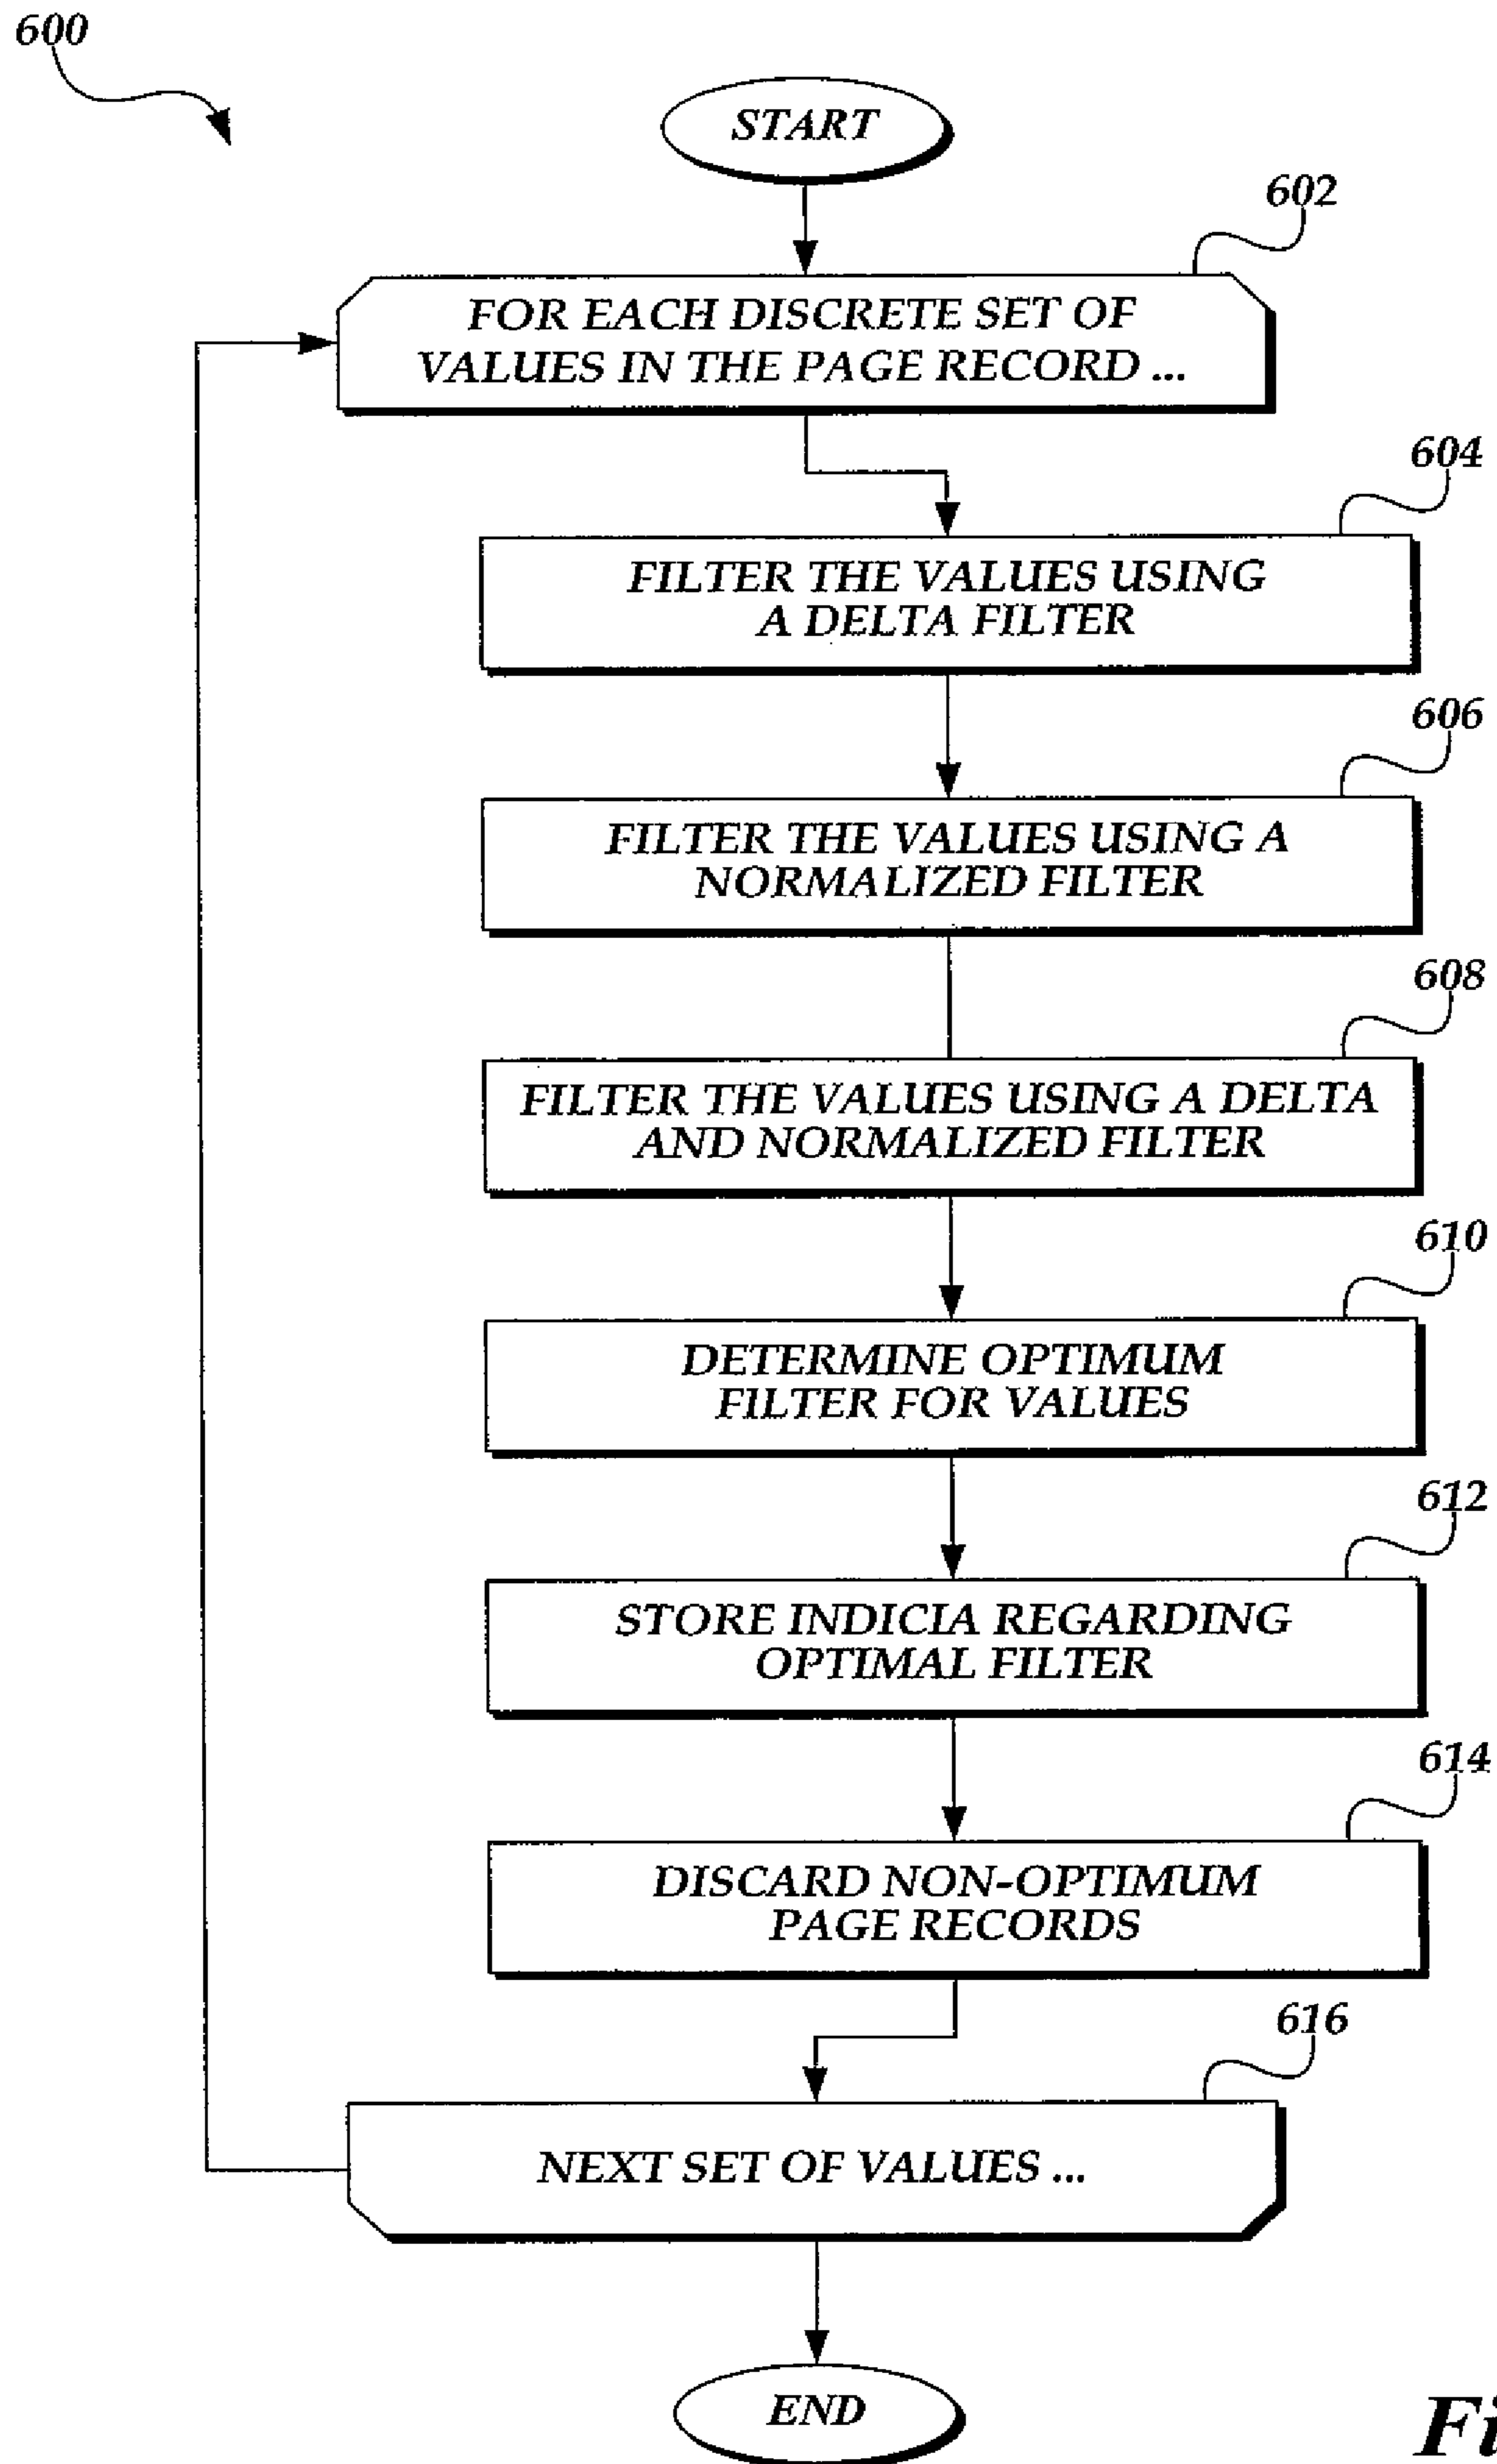 600
START
602
FOR EACH DISCRETE SET OF
VALUES IN THE PAGE RECORD ...
604
FILTER THE VALUES USING
A DELTA FILTER
606
FILTER THE VALUES USING A
NORMALIZED FILTER
608
FILTER THE VALUES USING A DELTA
AND NORMALIZED FILTER
610
DETERMINE OPTIMUM
FILTER FOR VALUES
612
STORE INDICIA REGARDING
OPTIMAL FILTER
614
DISCARD NON-OPTIMUM
PAGE RECORDS
616
NEXT SET OF VALUES ...
END